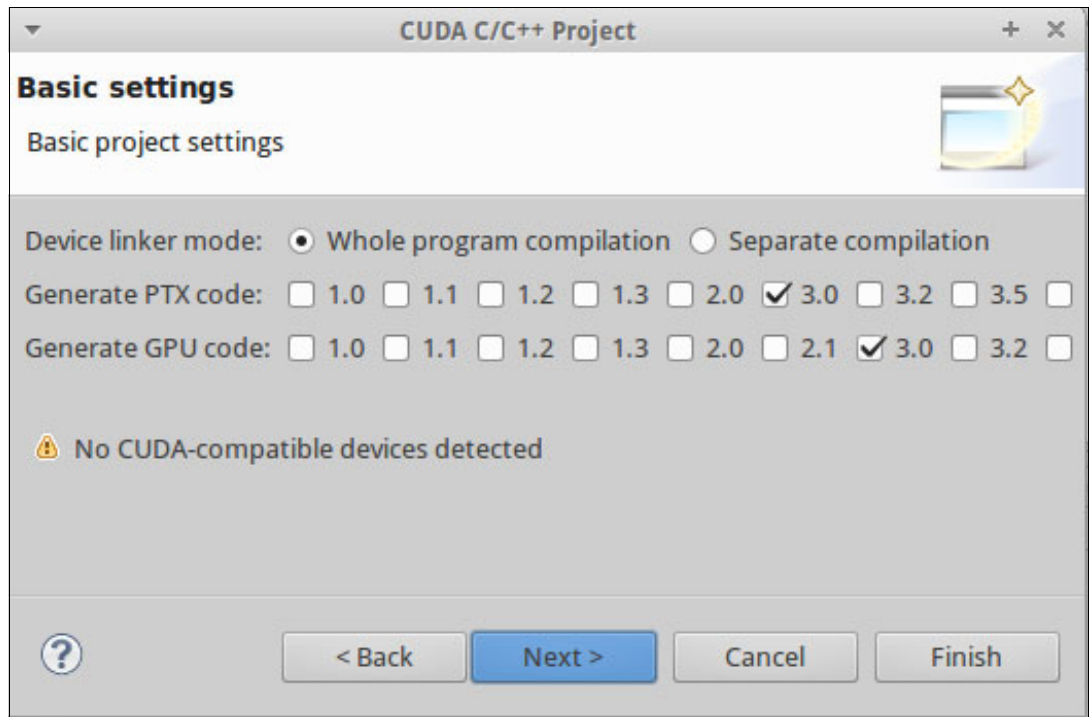 CUDA C/C++ Project
Basic settings
Basic project settings
Device linker mode: Whole program compilation Separate compilation
Generate PTX code: 1.0 1.1 1.2 1.3 2.0 3.0 3.2 3.5
Generate GPU code: 1.0 1.1 1.2 1.3 2.0 2.1 3.0 3.2
No CUDA-compatible devices detected
? < Back Next > Cancel Finish